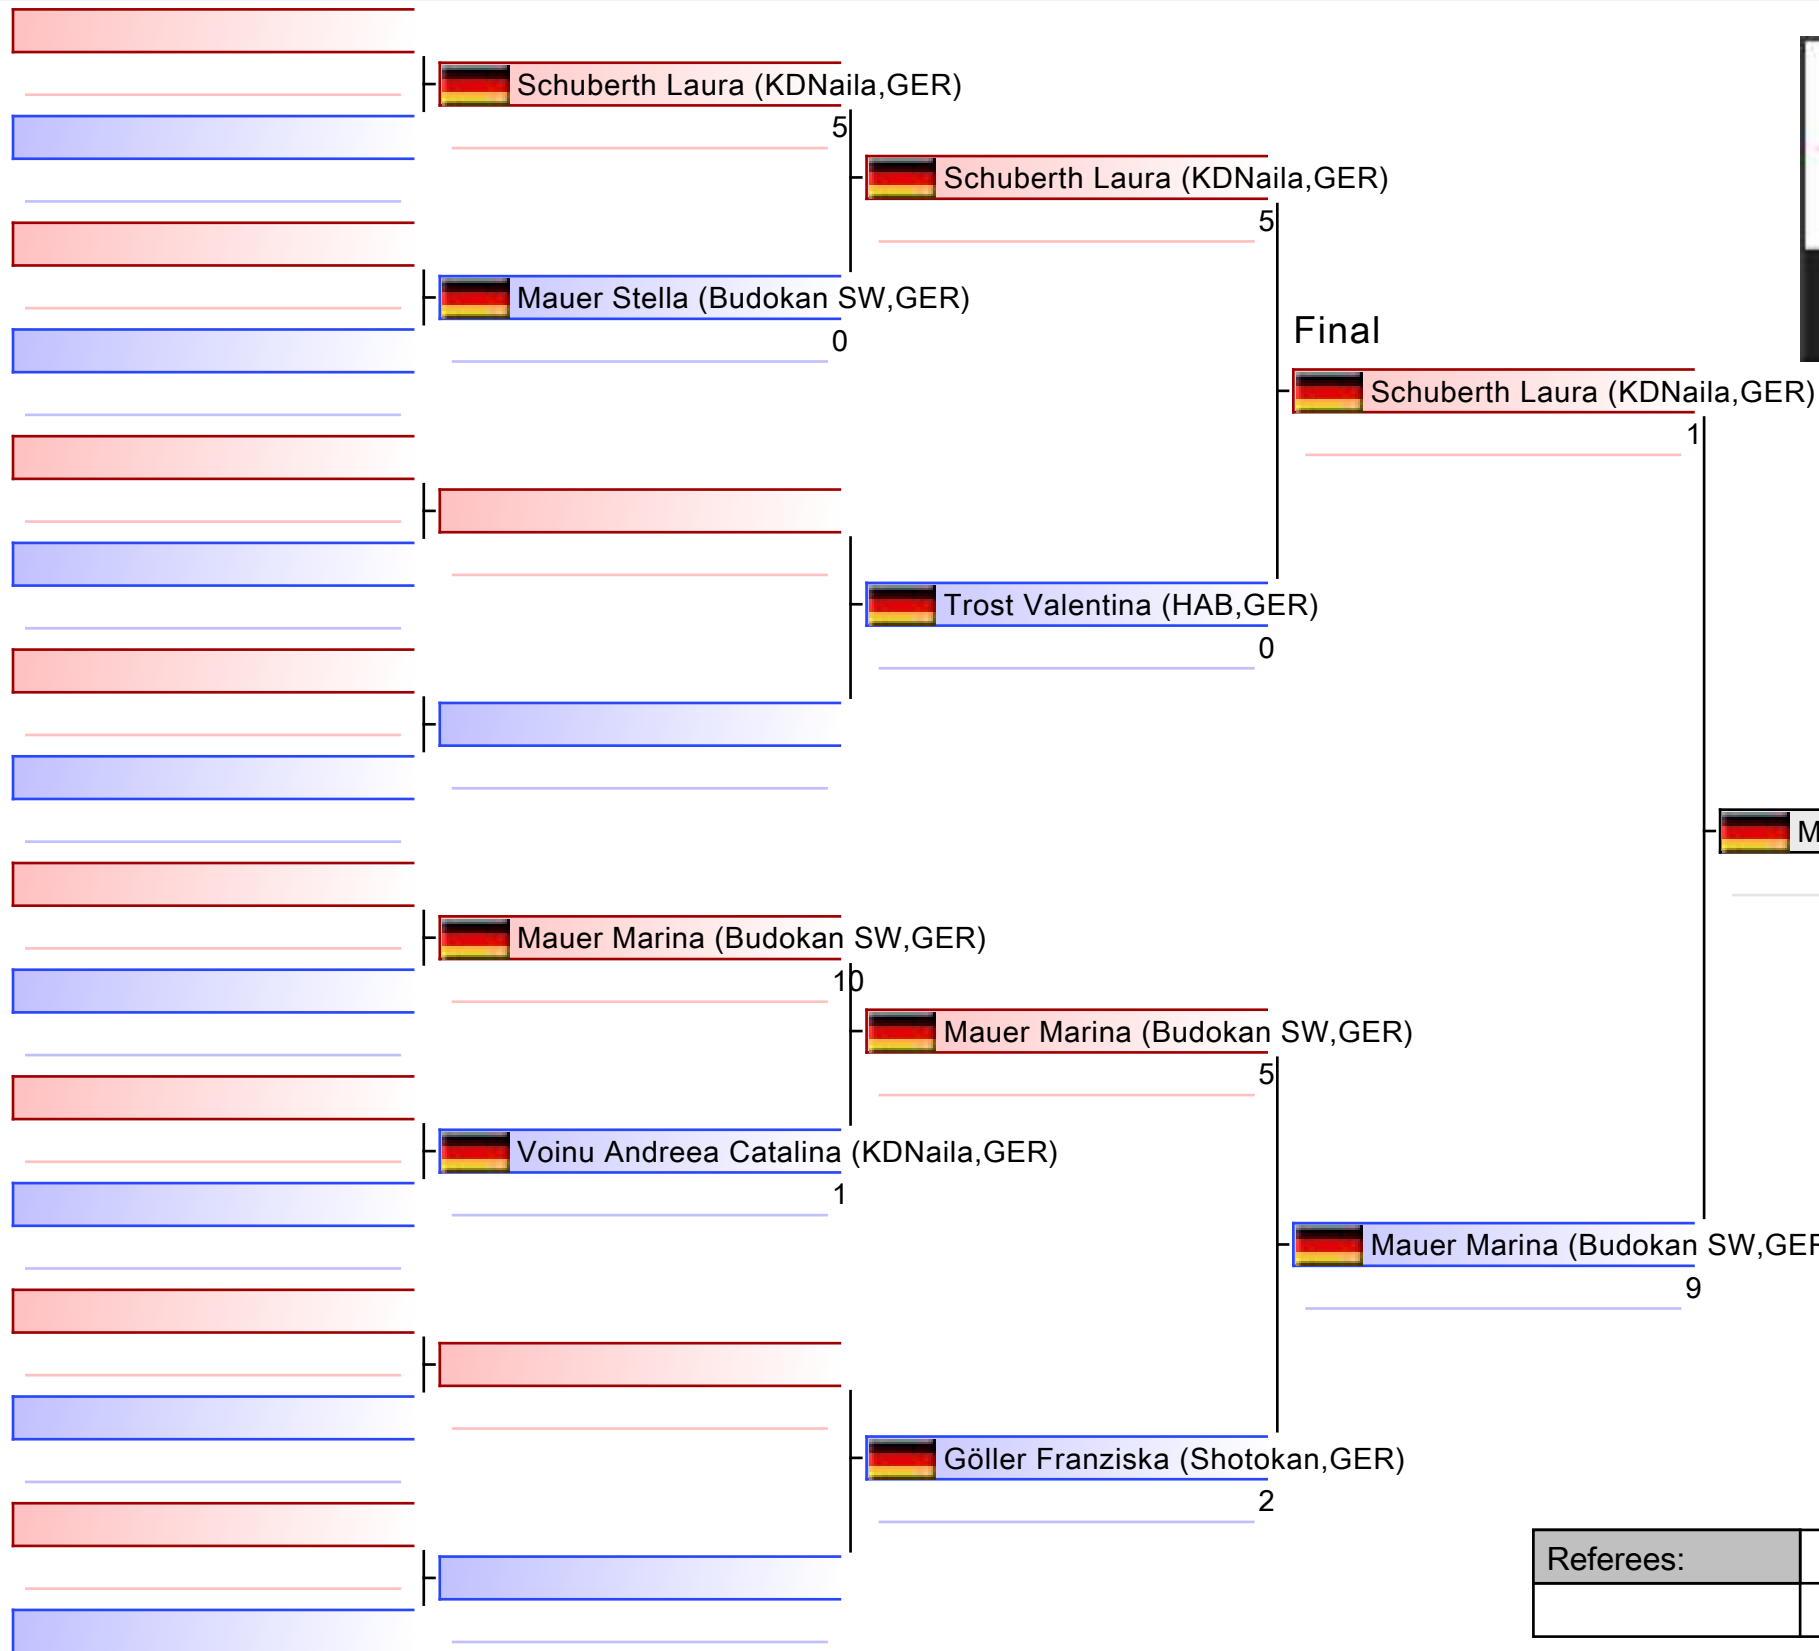 Schuberth Laura (KDNaila,GER)
5
Schuberth Laura (KDNaila,GER)
5
Mauer Stella (Budokan SW,GER)
0
Final
Schuberth Laura (KDNaila,GER)
1
Trost Valentina (HAB,GER)
0
M
Mauer Marina (Budokan SW,GER)
10
Mauer Marina (Budokan SW,GER)
5
Voinu Andreea Catalina (KDNaila,GER)
1
Mauer Marina (Budokan SW,GER
9
Göller Franziska (Shotokan,GER)
2
Referees: